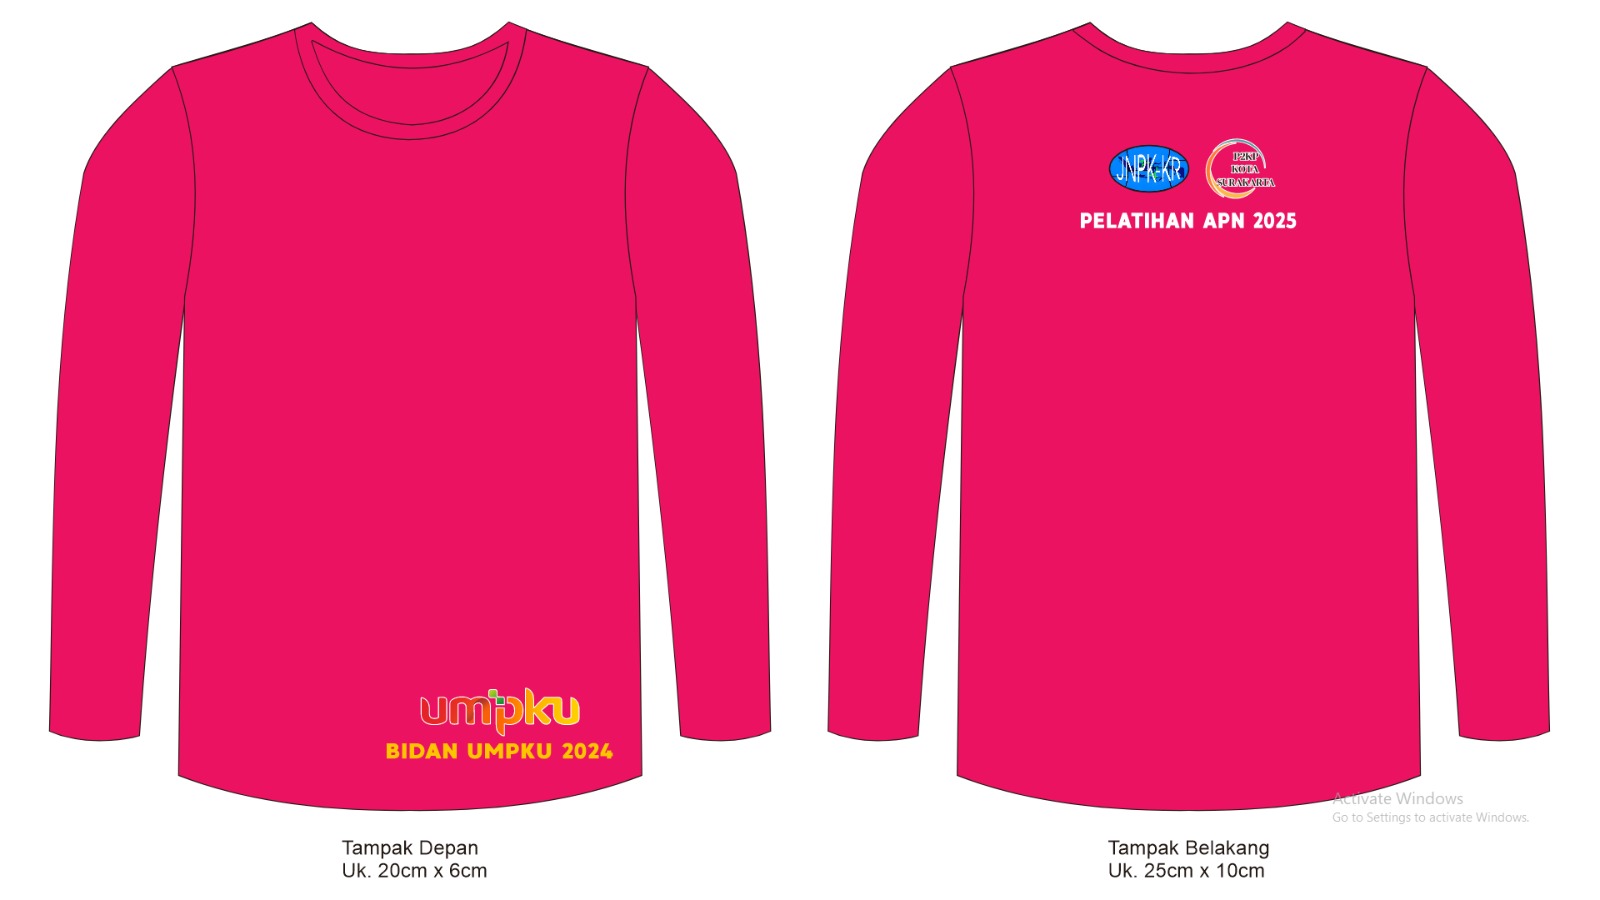 umpku
BIDAN UMPKU 2024
Tampak Depan
Uk. 20cm x 6cm
JNPK-KR
P2KP
KOTA
SURAKARTA
PELATIHAN APN 2025
Activate Windows
Go to Settings to activate Windows.
Tampak Belakang
Uk. 25cm x 10cm